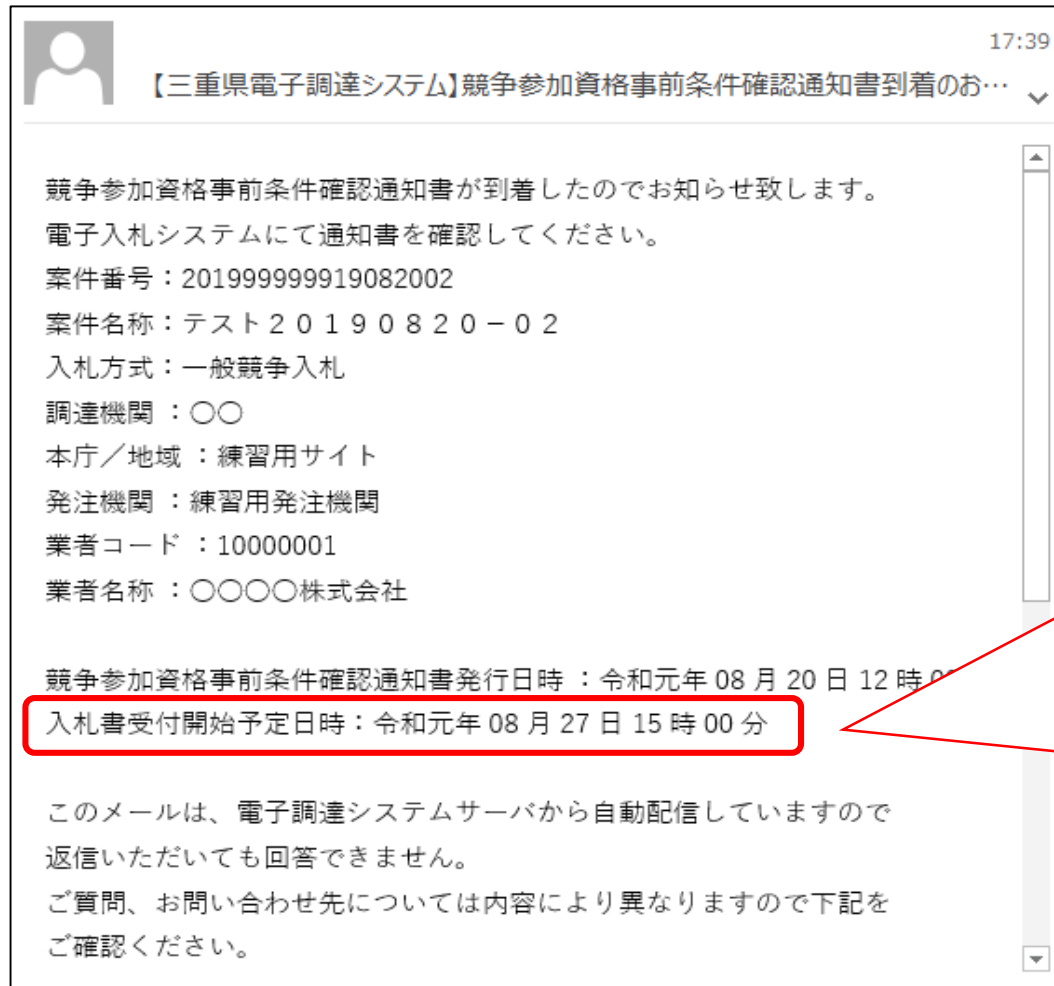 17:39
【三重県電子調達システム】競争参加資格事前条件確認通知書到着のお…
競争参加資格事前条件確認通知書が到着したのでお知らせ致します。
電子入札システムにて通知書を確認してください。
案件番号：201999999919082002
案件名称：テスト２０１９０８２０－０２
入札方式：一般競争入札
調達機関 ：〇〇
本庁／地域 ：練習用サイト
発注機関 ：練習用発注機関
業者コード ：10000001
業者名称 ：〇〇〇〇株式会社
競争参加資格事前条件確認通知書発行日時 ：令和元年 08 月 20 日 12 時
入札書受付開始予定日時：令和元年 08 月 27 日 15 時 00 分
このメールは、電子調達システムサーバから自動配信していますので
返信いただいても回答できません。
ご質問、お問い合わせ先については内容により異なりますので下記を
ご確認ください。